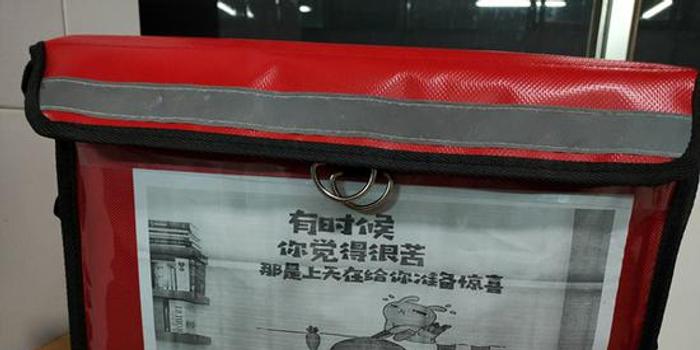 有时候
你觉得很苦
那是上天在给你准备惊喜